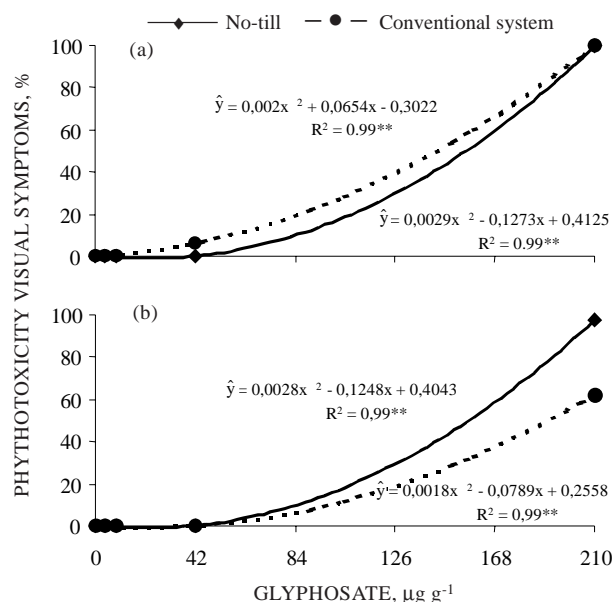 No-till Conventional system
PHYTHOTOXICITY VISUAL SYMPTOMS, %
(a)
100
80
60
40
20
0
ŷ = 0,002x ² + 0,0654x - 0,3022
R² = 0.99**
ŷ = 0,0029x ² - 0,1273x + 0,4125
R² = 0.99**
(b)
100
80
60
40
20
0
ŷ = 0,0028x ² - 0,1248x + 0,4043
R² = 0,99**
ŷ = 0,0018x ² - 0,0789x + 0,2558
R² = 0,99**
0 42 84 126 168 210
GLYPHOSATE, µg g⁻¹